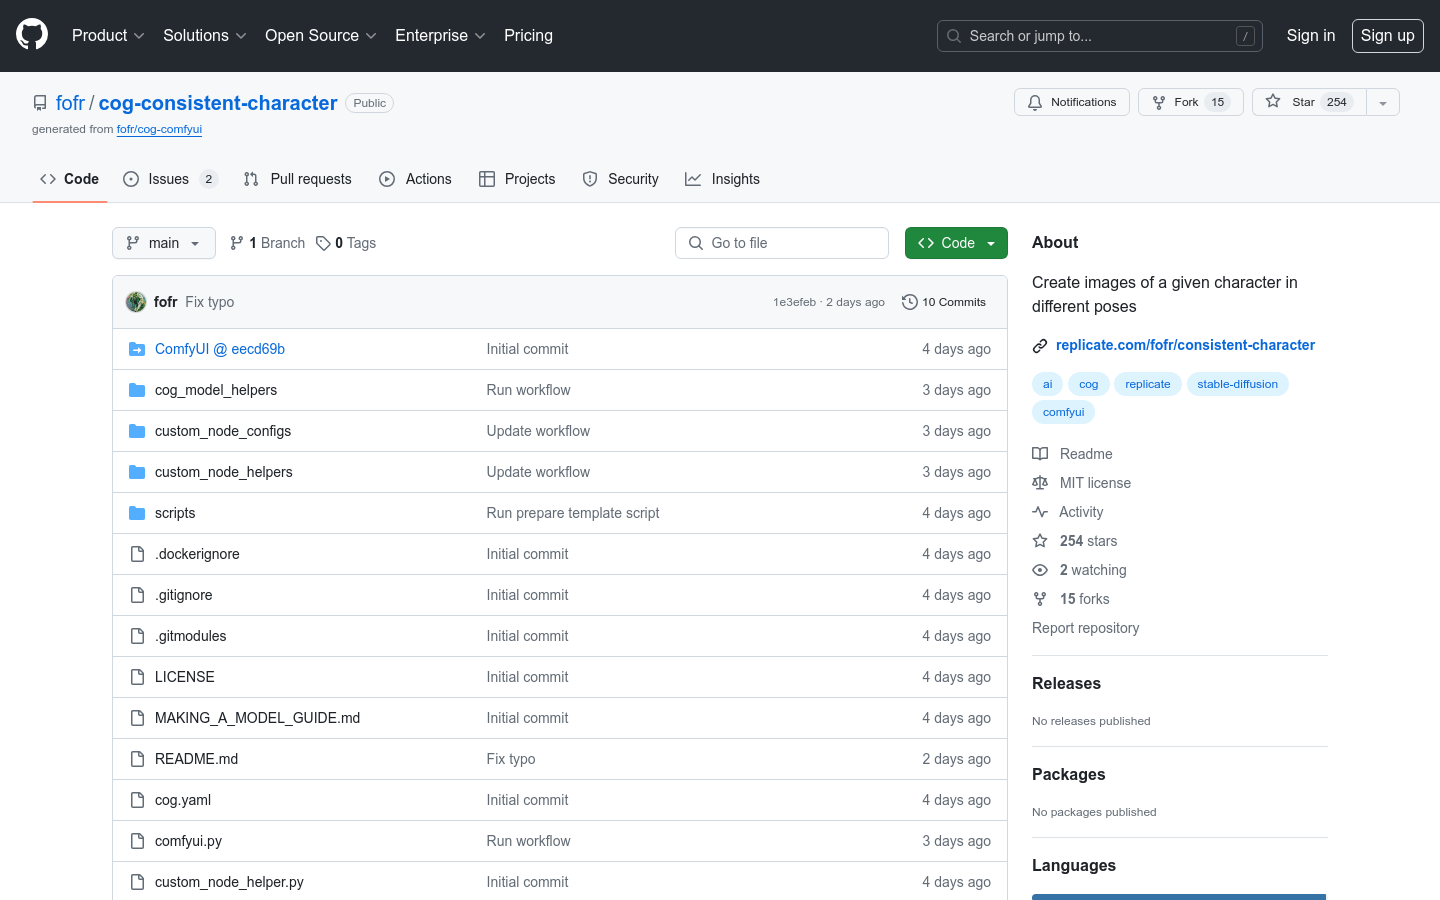 Product Solutions Open Source Enterprise Pricing Search or jump to... / Sign in Sign up
fofr / cog-consistent-character Public Notifications Fork 15 Star 254
generated from fofr/cog-comfyui
Code Issues 2 Pull requests Actions Projects Security Insights
main 1 Branch 0 Tags Go to file Code
fofr Fix typo 1e3efeb · 2 days ago 10 Commits
ComfyUI @ eecd69b Initial commit 4 days ago
cog_model_helpers Run workflow 3 days ago
custom_node_configs Update workflow 3 days ago
custom_node_helpers Update workflow 3 days ago
scripts Run prepare template script 4 days ago
.dockerignore Initial commit 4 days ago
.gitignore Initial commit 4 days ago
.gitmodules Initial commit 4 days ago
LICENSE Initial commit 4 days ago
MAKING_A_MODEL_GUIDE.md Initial commit 4 days ago
README.md Fix typo 2 days ago
cog.yaml Initial commit 4 days ago
comfyui.py Run workflow 3 days ago
custom_node_helper.py Initial commit 4 days ago
About
Create images of a given character in
different poses
replicate.com/fofr/consistent-character
ai cog replicate stable-diffusion
comfyui
Readme
MIT license
Activity
254 stars
2 watching
15 forks
Report repository
Releases
No releases published
Packages
No packages published
Languages